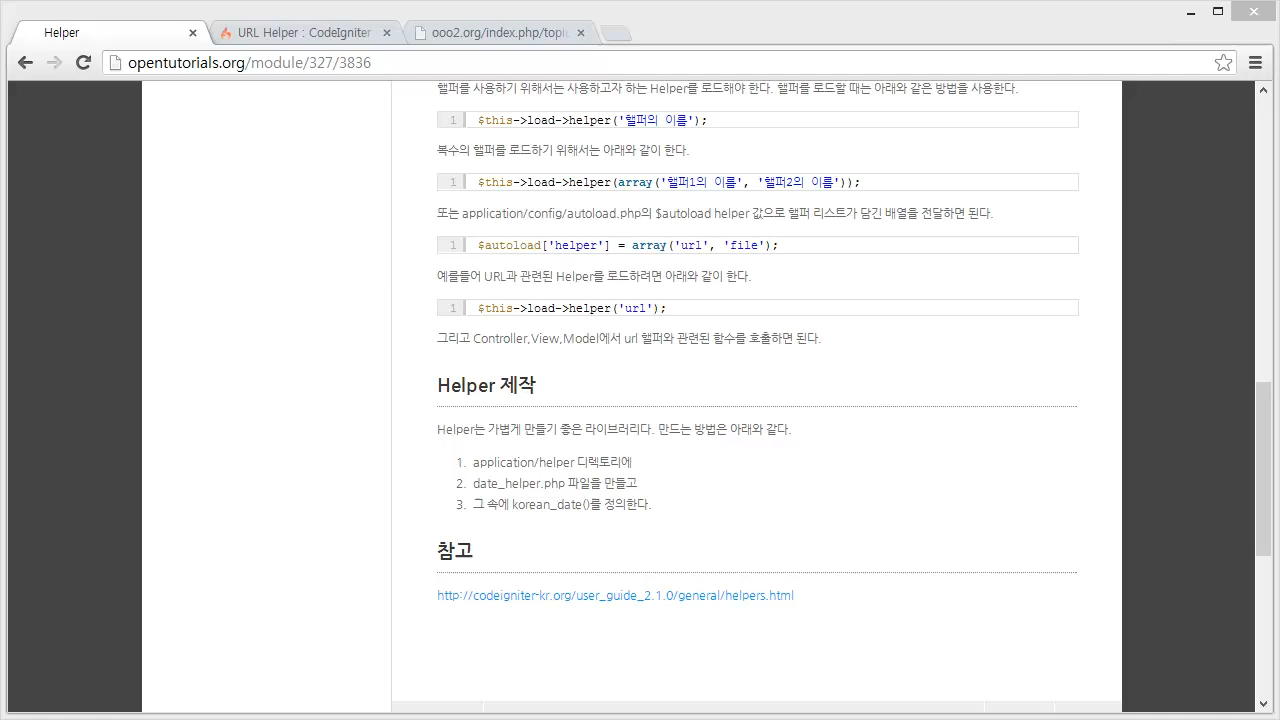 Helper
URL Helper : CodeIgniter
ooo2.org/index.php/topi
opentutorials.org/module/327/3836
핼퍼를 사용하기 위해서는 사용하고자 하는 Helper를 로드해야 한다. 핼퍼를 로드할 때는 아래와 같은 방법을 사용한다.
1 $this->load->helper('핼퍼의 이름');
복수의 핼퍼를 로드하기 위해서는 아래와 같이 한다.
1 $this->load->helper(array('핼퍼1의 이름', '핼퍼2의 이름'));
또는 application/config/autoload.php의 $autoload helper 값으로 핼퍼 리스트가 담긴 배열을 전달하면 된다.
1 $autoload['helper'] = array('url', 'file');
예를들어 URL과 관련된 Helper를 로드하려면 아래와 같이 한다.
1 $this->load->helper('url');
그리고 Controller,View,Model에서 url 핼퍼와 관련된 함수를 호출하면 된다.
Helper 제작
Helper는 가볍게 만들기 좋은 라이브러리다. 만드는 방법은 아래와 같다.
1. application/helper 디렉토리에
2. date_helper.php 파일을 만들고
3. 그 속에 korean_date()를 정의한다.
참고
http://codeigniter-kr.org/user_guide_2.1.0/general/helpers.html